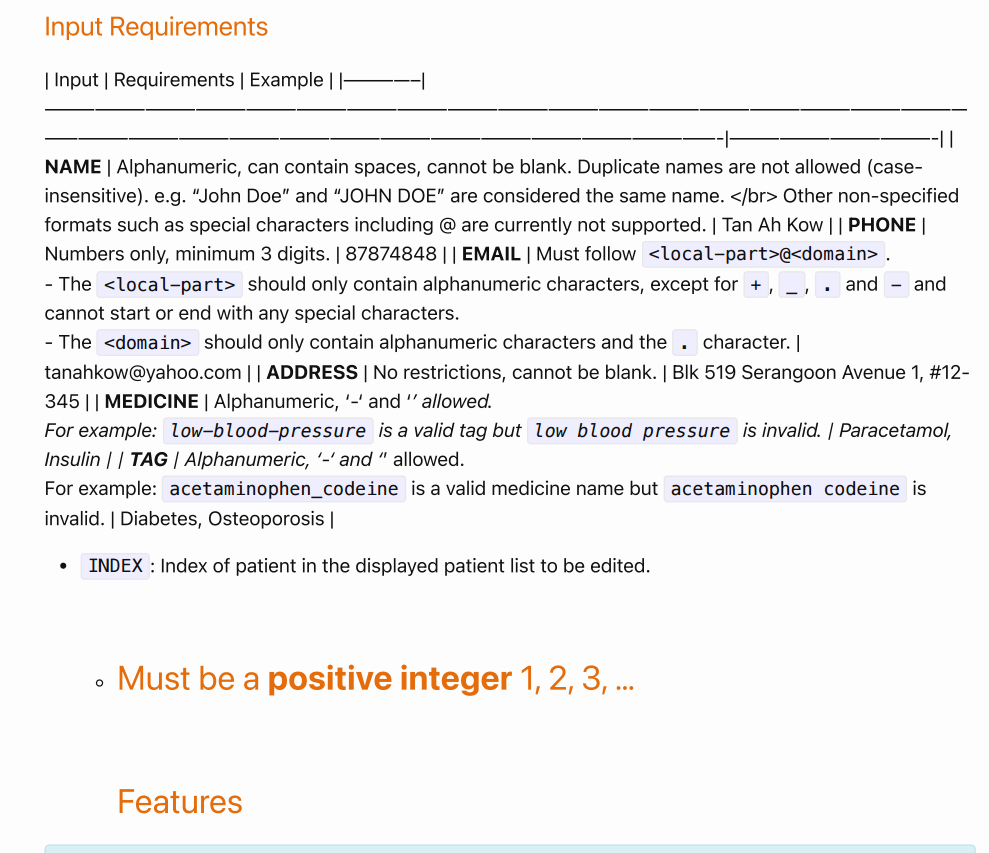 Input Requirements
| Input | Requirements | Example | |————–|
———————————————————————————————————————————————————————
—————————————————————————————————————-|———————————-| |
NAME | Alphanumeric, can contain spaces, cannot be blank. Duplicate names are not allowed (case-
insensitive). e.g. “John Doe” and “JOHN DOE” are considered the same name. </br> Other non-specified
formats such as special characters including @ are currently not supported. | Tan Ah Kow | | PHONE |
Numbers only, minimum 3 digits. | 87874848 | | EMAIL | Must follow <local-part>@<domain> .
- The <local-part> should only contain alphanumeric characters, except for + , _ , . and – and
cannot start or end with any special characters.
- The <domain> should only contain alphanumeric characters and the . character. |
tanahkow@yahoo.com | | ADDRESS | No restrictions, cannot be blank. | Blk 519 Serangoon Avenue 1, #12-
345 | | MEDICINE | Alphanumeric, ‘-‘ and ‘’ allowed.
For example: low-blood-pressure is a valid tag but low blood pressure is invalid. | Paracetamol,
Insulin | | TAG | Alphanumeric, ‘-‘ and ‘’ allowed.
For example: acetaminophen_codeine is a valid medicine name but acetaminophen codeine is
invalid. | Diabetes, Osteoporosis |
• INDEX : Index of patient in the displayed patient list to be edited.
◦ Must be a positive integer 1, 2, 3, …
Features